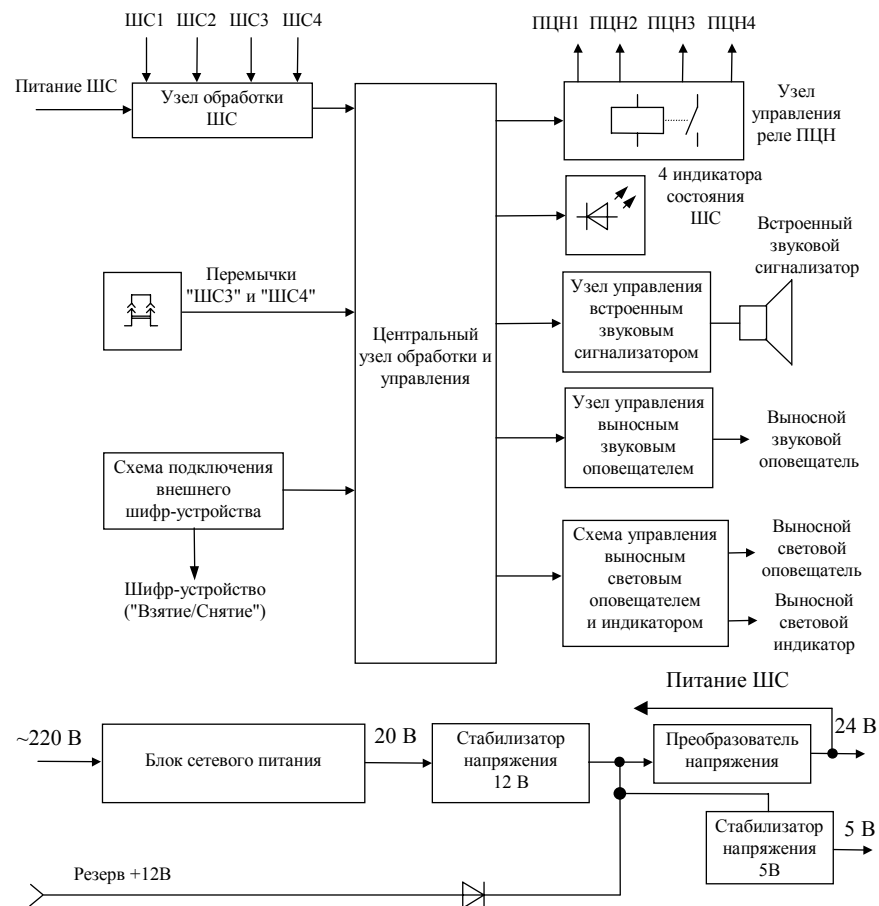 ШС1 ШС2 ШС3 ШС4
Питание ШС
Узел обработки
ШС
ПЦН1 ПЦН2 ПЦН3 ПЦН4
Узел
управления
реле ПЦН
4 индикатора
состояния
ШС
Встроенный
звуковой
сигнализатор
Перемычки
"ШС3" и "ШС4"
Центральный
узел обработки и
управления
Узел управления
встроенным
звуковым
сигнализатором
Узел управления
выносным
звуковым
оповещателем
Выносной
звуковой
оповещатель
Схема подключения
внешнего
шифр-устройства
Шифр-устройство
("Взятие/Снятие")
Схема управления
выносным
световым
оповещателем
и индикатором
Выносной
световой
оповещатель
Выносной
световой
индикатор
Питание ШС
~220 В
Блок сетевого питания
20 В
Стабилизатор
напряжения
12 В
Преобразователь
напряжения
24 В
Стабилизатор
напряжения
5В
5 В
Резерв +12В